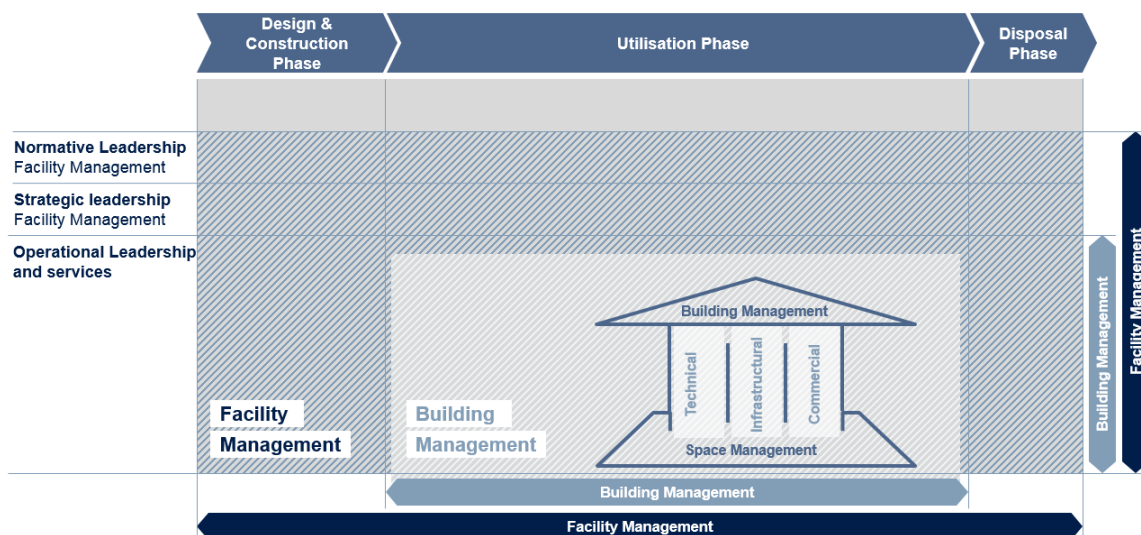 Design &
Construction
Phase
Utilisation Phase
Disposal
Phase
Normative Leadership
Facility Management
Strategic leadership
Facility Management
Operational Leadership
and services
Building Management
Technical
Infrastructural
Commercial
Space Management
Facility
Management
Building
Management
Building Management
Facility Management
Building Management
Facility Management